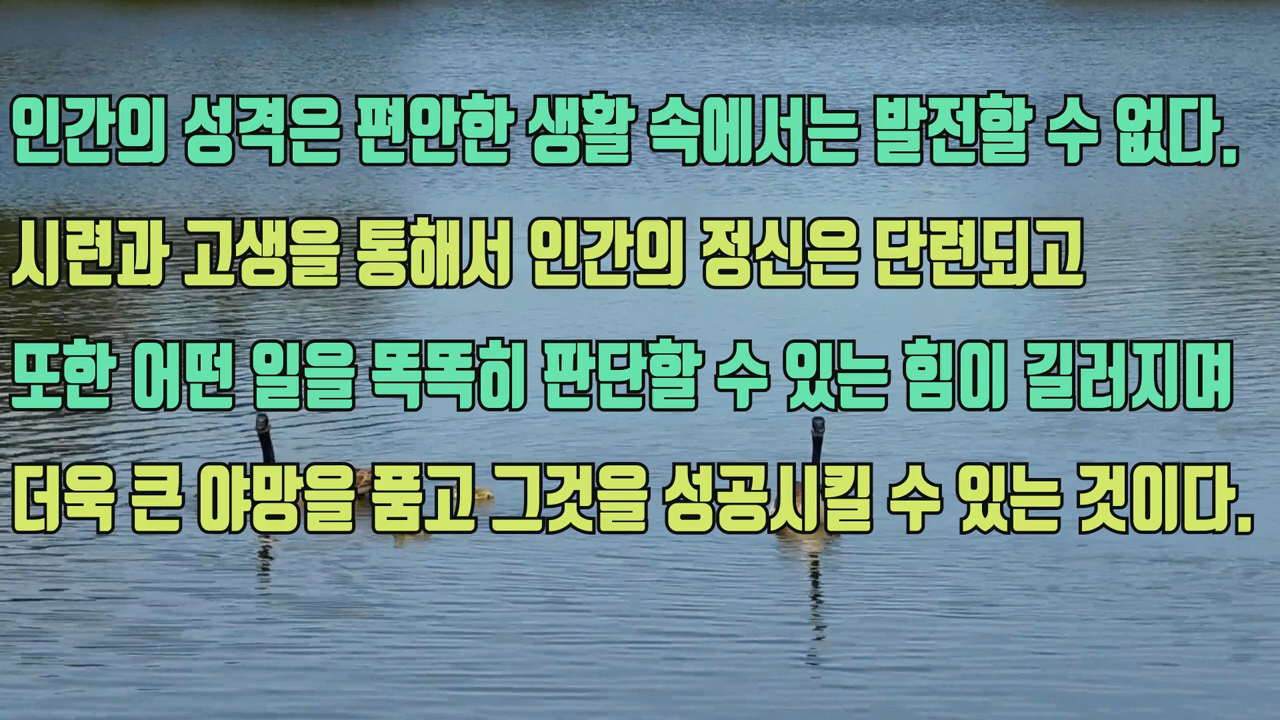 인간의 성격은 편안한 생활 속에서는 발전할 수 없다.
시련과 고생을 통해서 인간의 정신은 단련되고
또한 어떤 일을 똑똑히 판단할 수 있는 힘이 길러지며
더욱 큰 야망을 품고 그것을 성공시킬 수 있는 것이다.